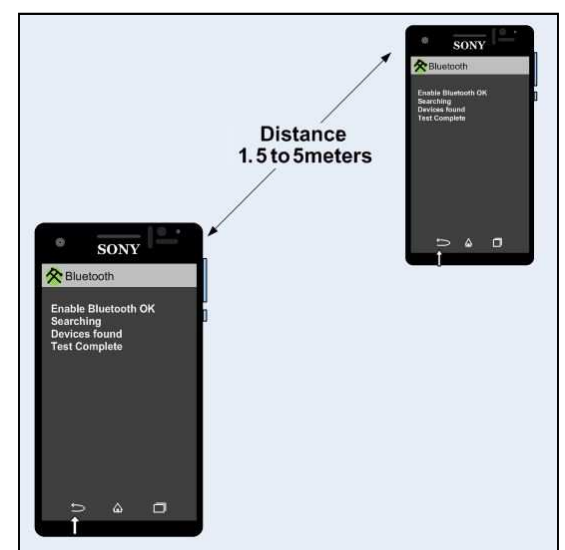 SONY
Bluetooth
Enable Bluetooth OK
Searching
Devices found
Test Complete
Distance
1.5 to 5meters
SONY
Bluetooth
Enable Bluetooth OK
Searching
Devices found
Test Complete